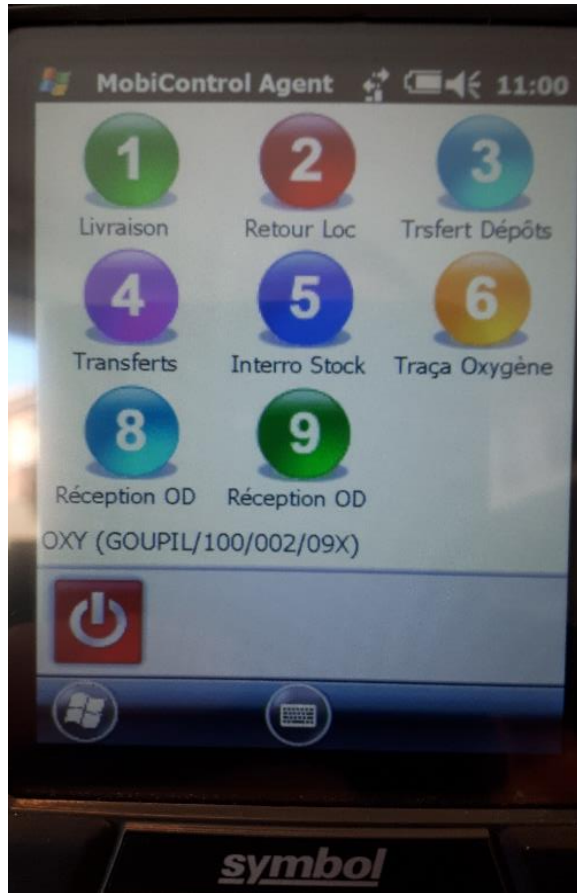 MobiControl Agent 11:00
1 2 3
Livraison Retour Loc Trsfert Dépôts
4 5 6
Transferts Interro Stock Traça Oxygène
8 9
Réception OD Réception OD
OXY (GOUPIL/100/002/09X)
symbol